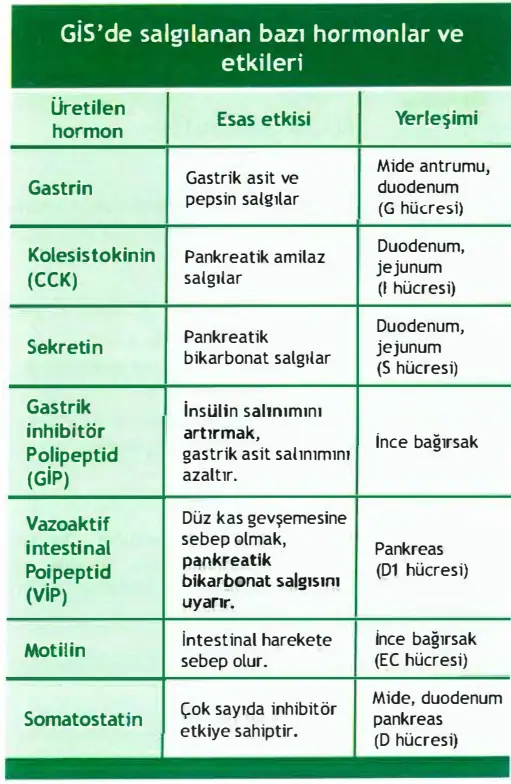 GİS’de salgılanan bazı hormonlar ve
etkileri
Üretilen
hormon
Esas etkisi
Yerleşimi
Gastrin
Gastrik asit ve
pepsin salgılar
Mide antrumu,
duodenum
(G hücresi)
Kolesistokinin
(CCK)
Pankreatik amilaz
salgılar
Duodenum,
jejunum
(I hücresi)
Sekretin
Pankreatik
bikarbonat salgılar
Duodenum,
jejunum
(S hücresi)
Gastrik
inhibitör
Polipeptid
(GİP)
İnsülin salınımını
artırmak,
gastrik asit salınımını
azaltır.
İnce bağırsak
Vazoaktif
intestinal
Poipeptid
(VİP)
Düz kas gevşemesine
sebep olmak,
pankreatik
bikarbonat salgısını
uyarır.
Pankreas
(D1 hücresi)
Motilin
İntestinal harekete
sebep olur.
İnce bağırsak
(EC hücresi)
Somatostatin
Çok sayıda inhibitör
etkiye sahiptir.
Mide, duodenum
pankreas
(D hücresi)